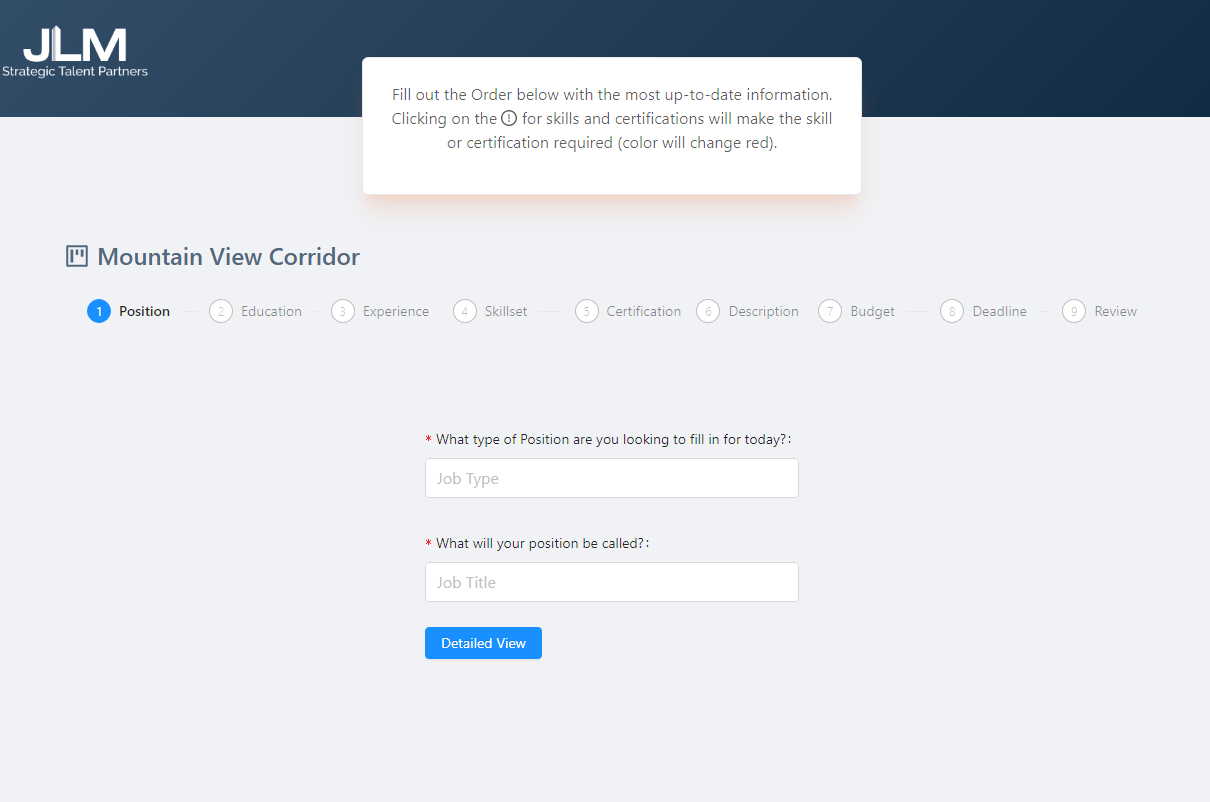 JLM
Strategic Talent Partners
Fill out the Order below with the most up-to-date information.
Clicking on the ! for skills and certifications will make the skill
or certification required (color will change red).
Mountain View Corridor
1 Position 2 Education 3 Experience 4 Skillset 5 Certification 6 Description 7 Budget 8 Deadline 9 Review
* What type of Position are you looking to fill in for today?:
Job Type
* What will your position be called?:
Job Title
Detailed View